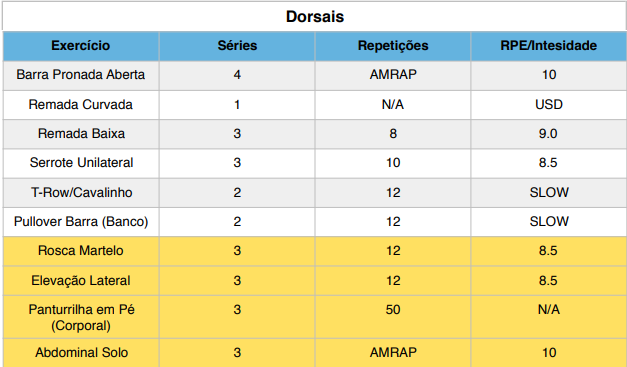 Dorsais
Exercício Séries Repetições RPE/Intesidade
Barra Pronada Aberta 4 AMRAP 10
Remada Curvada 1 N/A USD
Remada Baixa 3 8 9.0
Serrote Unilateral 3 10 8.5
T-Row/Cavalinho 2 12 SLOW
Pullover Barra (Banco) 2 12 SLOW
Rosca Martelo 3 12 8.5
Elevação Lateral 3 12 8.5
Panturrilha em Pé 3 50 N/A
(Corporal)
Abdominal Solo 3 AMRAP 10